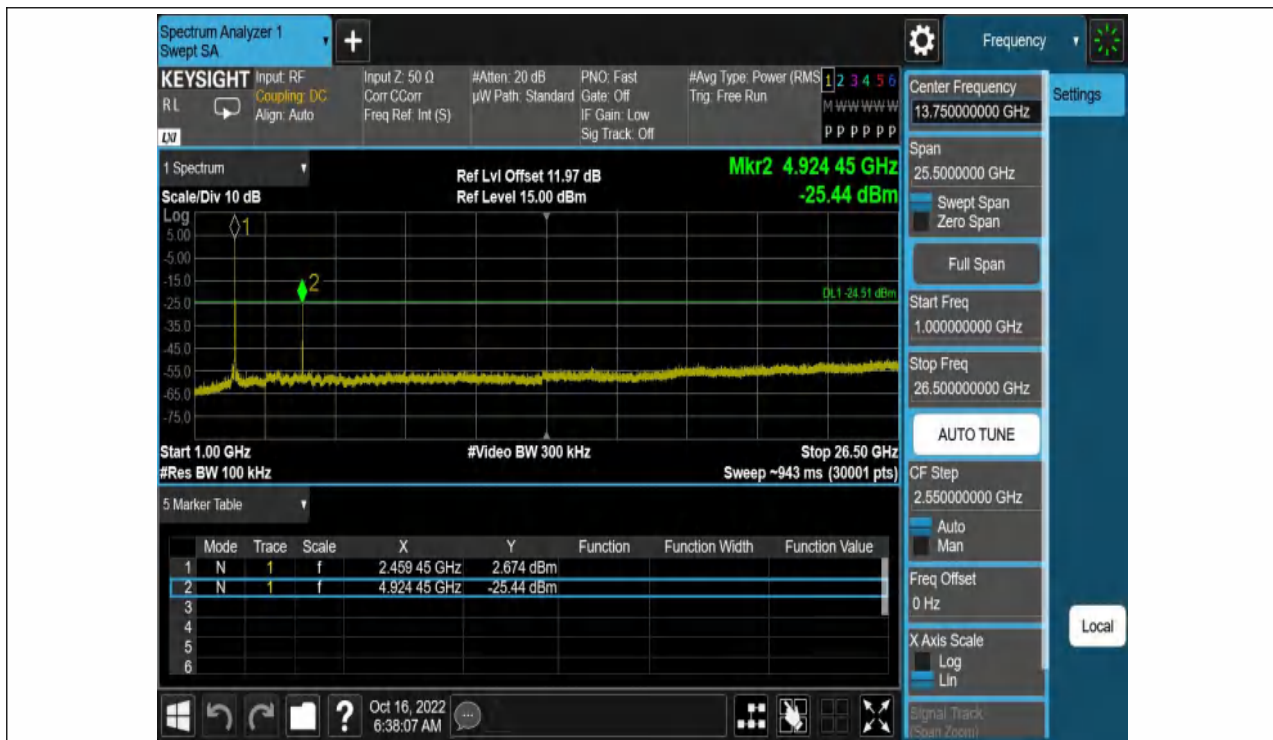 Spectrum Analyzer 1
Swept SA
+
Frequency
KEYSIGHT
RL
LXI
Input: RF
Coupling: DC
Align: Auto
Input Z: 50 Ω
Corr CCorr
Freq Ref: Int (S)
#Atten: 20 dB
µW Path: Standard
PNO: Fast
Gate: Off
IF Gain: Low
Sig Track: Off
#Avg Type: Power (RMS
Trig: Free Run
1 2 3 4 5 6
M W W W W W
P P P P P P
1 Spectrum
Scale/Div 10 dB
Ref Lvl Offset 11.97 dB
Ref Level 15.00 dBm
Mkr2 4.924 45 GHz
-25.44 dBm
Log
5.00
-5.00
-15.0
-25.0
-35.0
-45.0
-55.0
-65.0
-75.0
1
2
DL1 -24.51 dBm
Start 1.00 GHz
#Res BW 100 kHz
#Video BW 300 kHz
Stop 26.50 GHz
Sweep ~943 ms (30001 pts)
5 Marker Table
Mode Trace Scale X Y Function Function Width Function Value
1 N 1 f 2.459 45 GHz 2.674 dBm
2 N 1 f 4.924 45 GHz -25.44 dBm
3
4
5
6
Oct 16, 2022
6:38:07 AM
?
Center Frequency
13.750000000 GHz
Span
25.5000000 GHz
Swept Span
Zero Span
Full Span
Start Freq
1.000000000 GHz
Stop Freq
26.500000000 GHz
AUTO TUNE
CF Step
2.550000000 GHz
Auto
Man
Freq Offset
0 Hz
X Axis Scale
Log
Lin
Signal Track
(Span Zoom)
Settings
Local